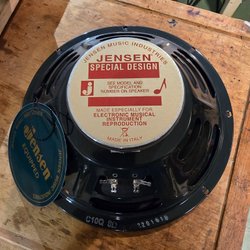 JENSEN MUSIC INDUSTRIES
JENSEN
SPECIAL DESIGN
SEE MODEL AND
SPECIFICATION
NUMBER ON SPEAKER
MADE ESPECIALLY FOR
ELECTRONIC MUSICAL
INSTRUMENT
REPRODUCTION
MADE IN ITALY
JENSEN
C10Q 8Ω